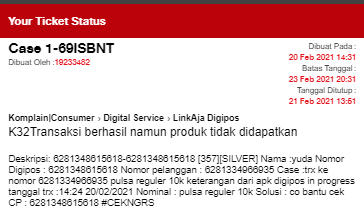 Your Ticket Status
Case 1-69ISBNT
Dibuat Oleh :19233482
Dibuat Pada :
20 Feb 2021 14:31
Batas Tanggal :
23 Feb 2021 20:31
Tanggal Ditutup :
21 Feb 2021 13:51
Komplain|Consumer › Digital Service › LinkAja Digipos
K32Transaksi berhasil namun produk tidak didapatkan
Deskripsi: 6281348615618-6281348615618 [357][SILVER] Nama :yuda Nomor
Digipos : 6281348615618 Nomor pelanggan : 6281334966935 Case :trx ke
nomor 6281334966935 pulsa reguler 10k keterangan dari apk digipos in progress
tanggal trx :14:24 20/02/2021 Nominal : pulsa reguler 10k Solusi : co bantu cek
CP : 6281348615618 #CEKNGRS